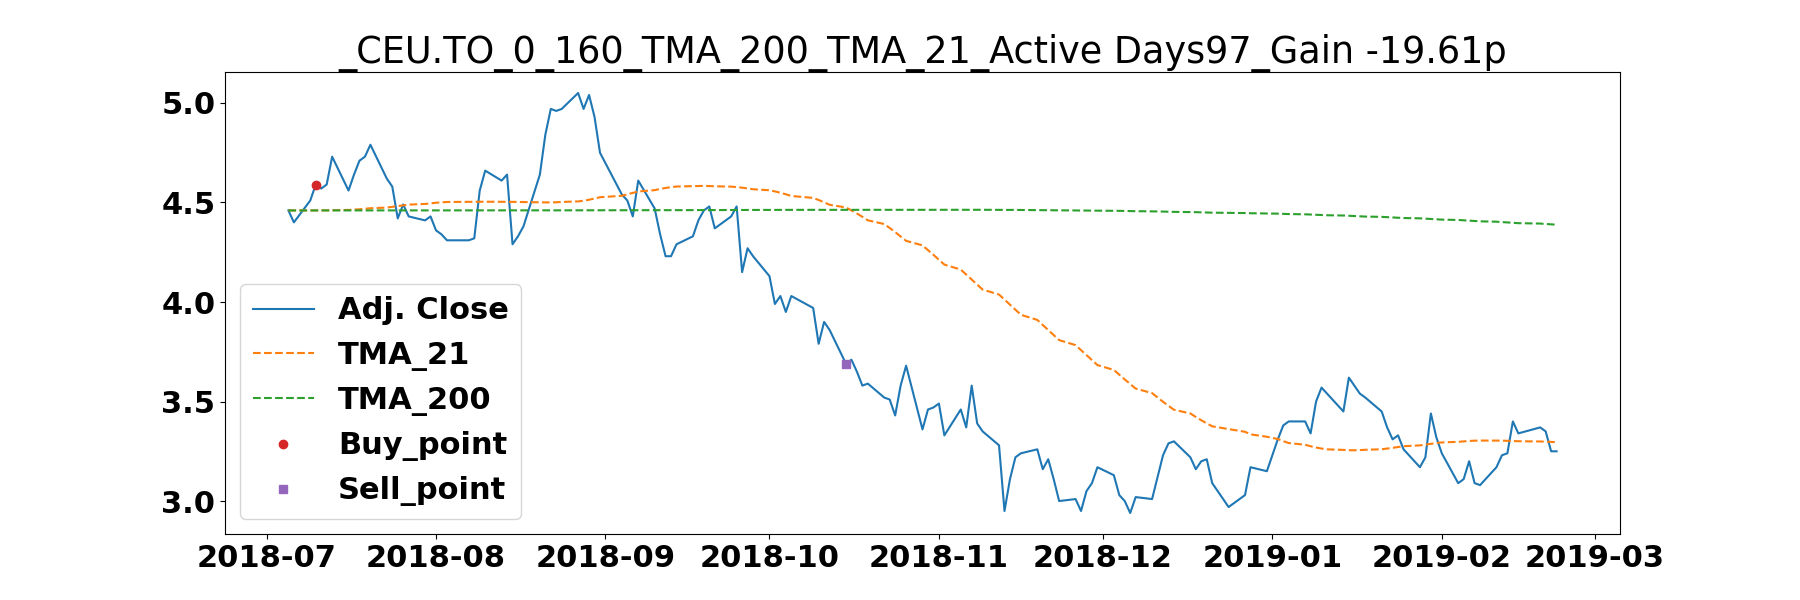 _CEU.TO_0_160_TMA_200_TMA_21_Active Days97_Gain -19.61p
5.0
4.5
4.0
3.5
3.0
Adj. Close
TMA_21
TMA_200
Buy_point
Sell_point
2018-07 2018-08 2018-09 2018-10 2018-11 2018-12 2019-01 2019-02 2019-03